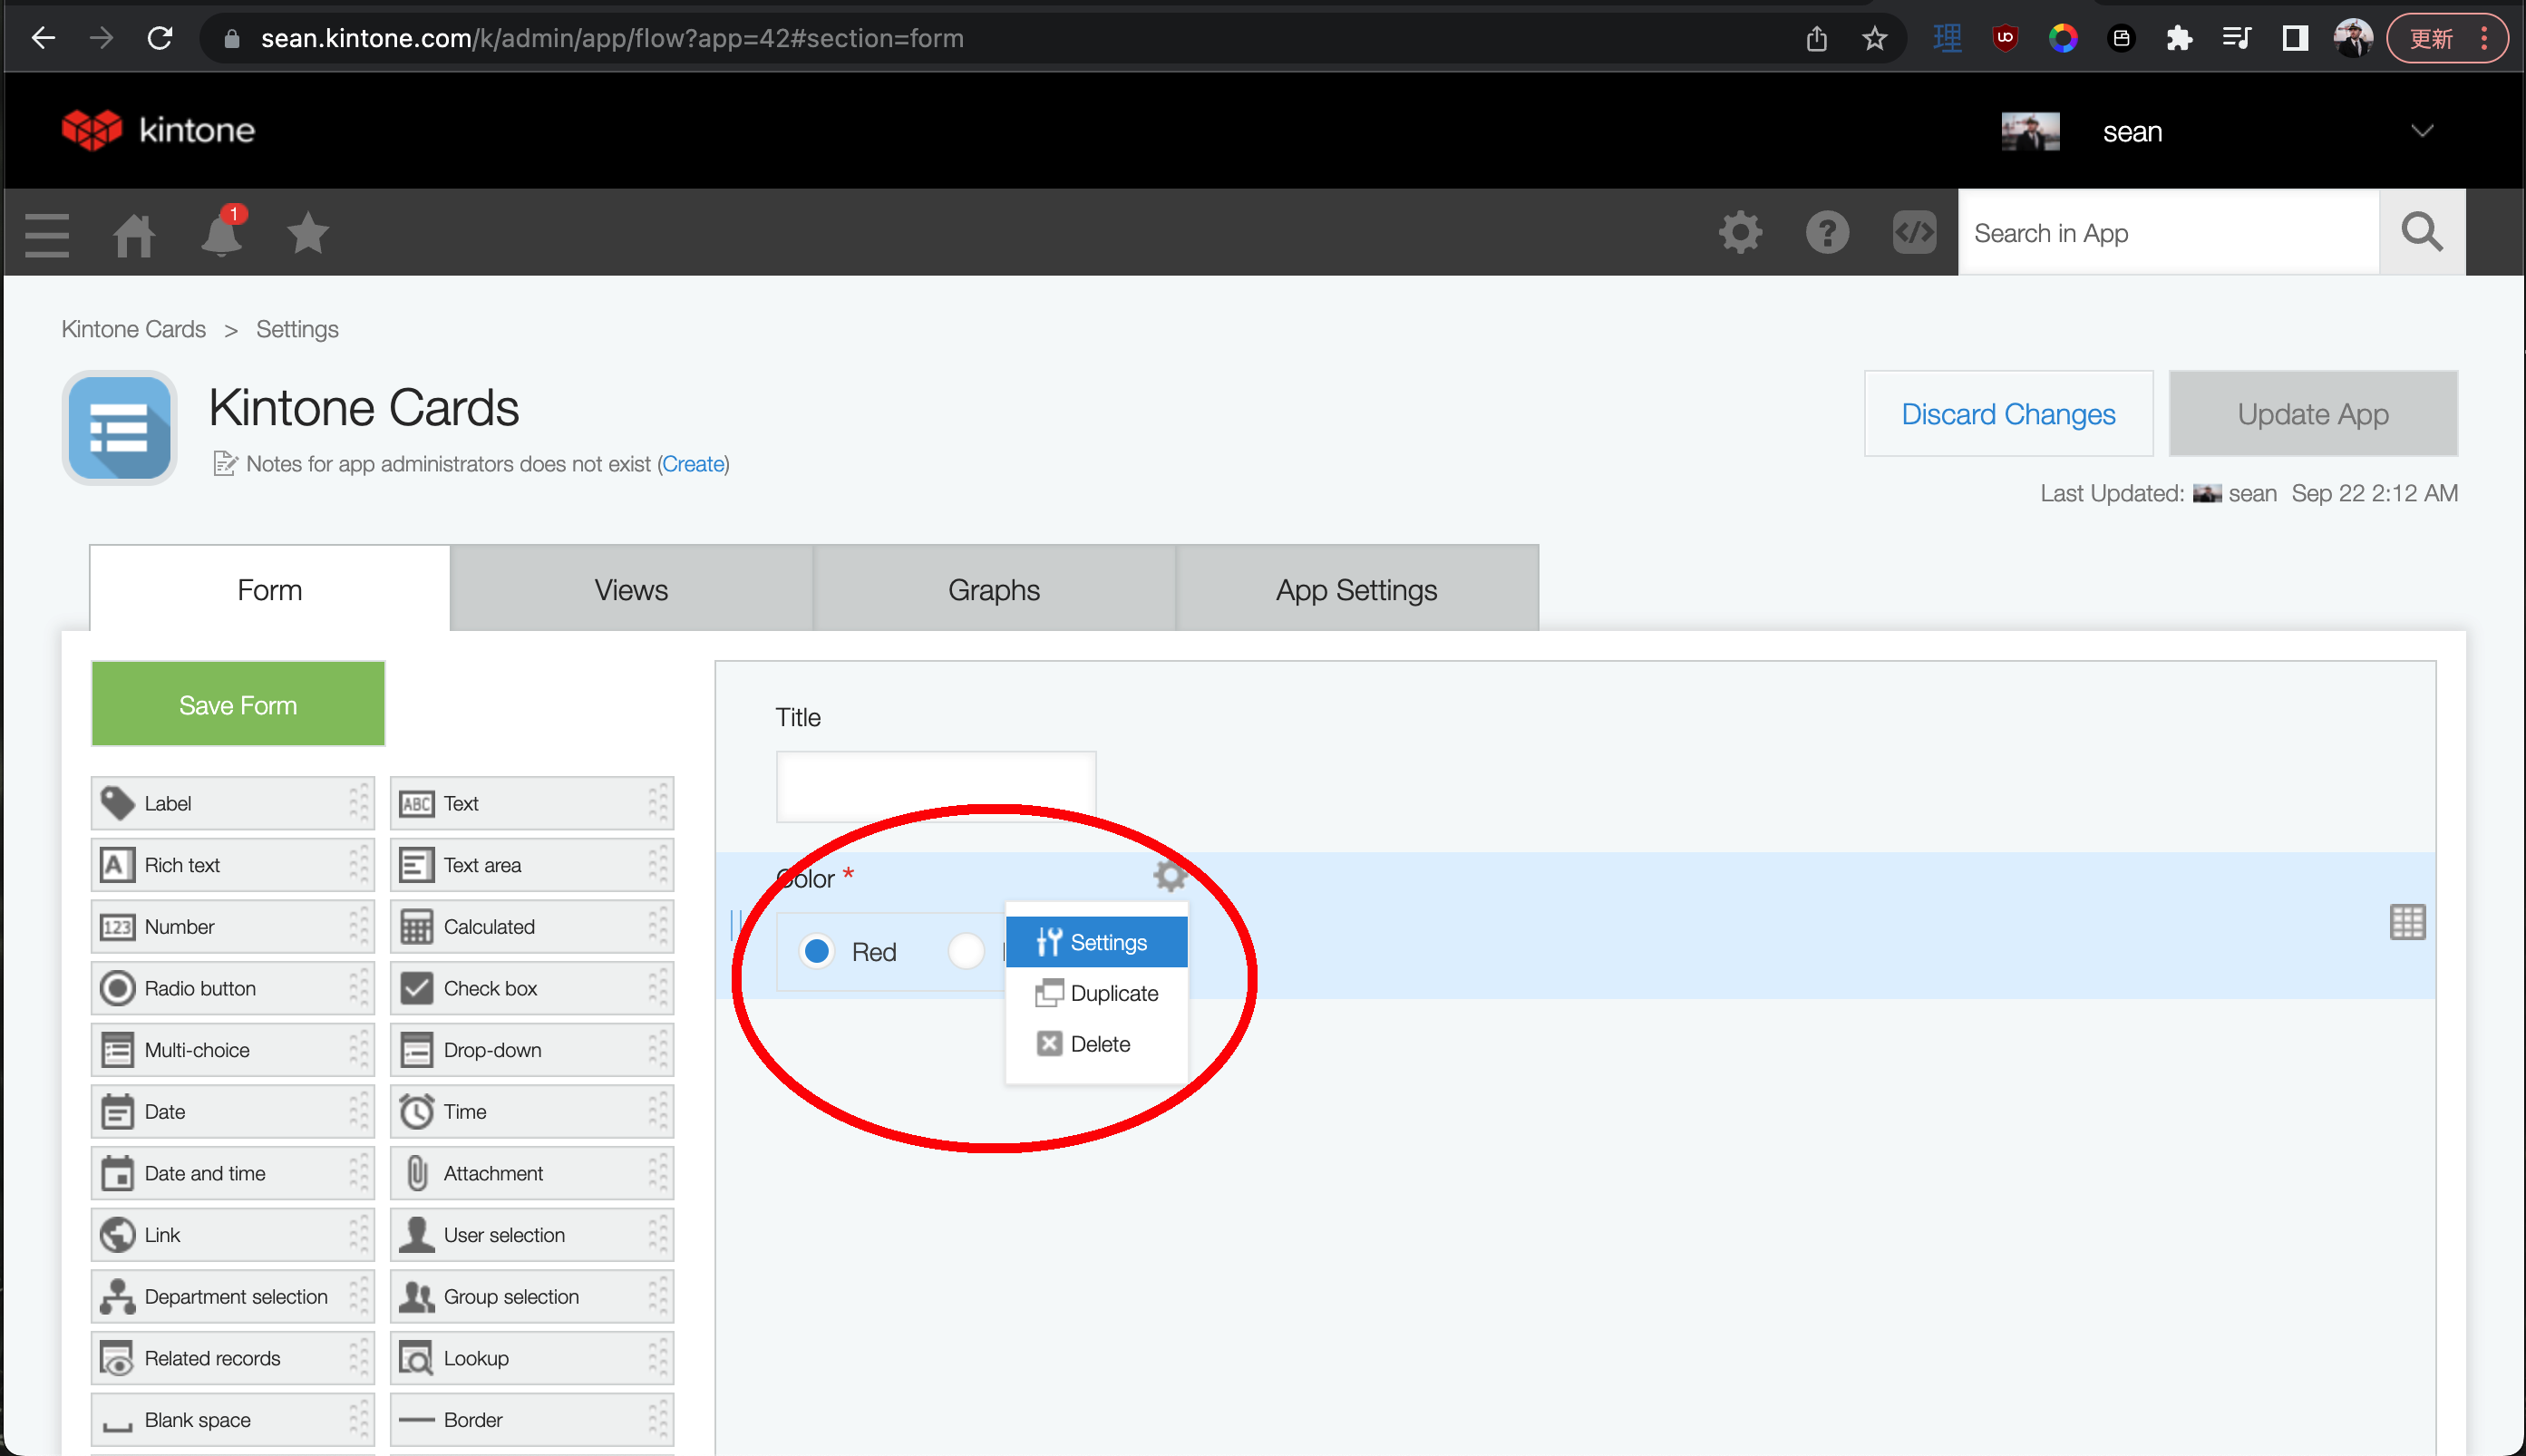 sean.kintone.com/k/admin/app/flow?app=42#section=form
理
更新
kintone
sean
1
Search in App
Kintone Cards > Settings
Kintone Cards
Discard Changes
Update App
Notes for app administrators does not exist (Create)
Last Updated: sean Sep 22 2:12 AM
Form
Views
Graphs
App Settings
Save Form
Title
Label
ABC Text
A Rich text
Text area
Color *
123 Number
Calculated
Red
Settings
Radio button
Check box
Duplicate
Multi-choice
Drop-down
Delete
Date
Time
Date and time
Attachment
Link
User selection
Department selection
Group selection
Related records
Lookup
Blank space
Border